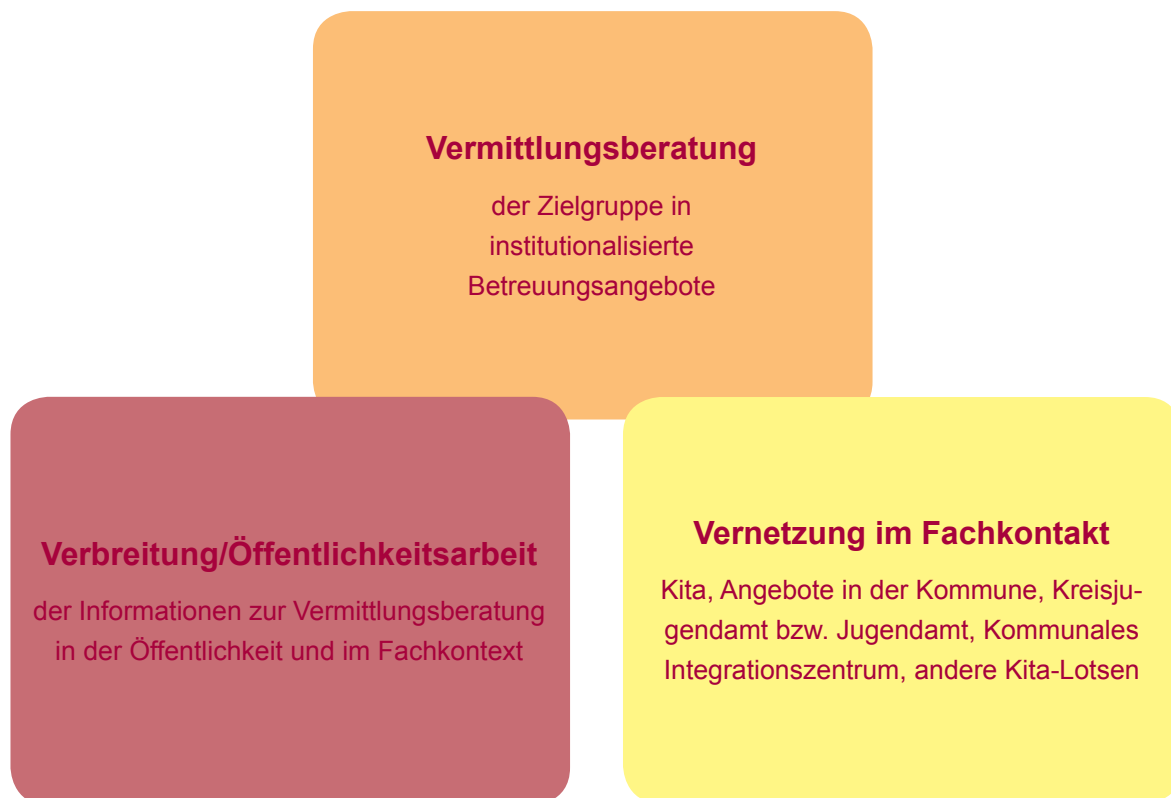 Vermittlungsberatung
der Zielgruppe in
institutionalisierte
Betreuungsangebote
Verbreitung/Öffentlichkeitsarbeit
der Informationen zur Vermittlungsberatung
in der Öffentlichkeit und im Fachkontext
Vernetzung im Fachkontakt
Kita, Angebote in der Kommune, Kreisju-
gendamt bzw. Jugendamt, Kommunales
Integrationszentrum, andere Kita-Lotsen